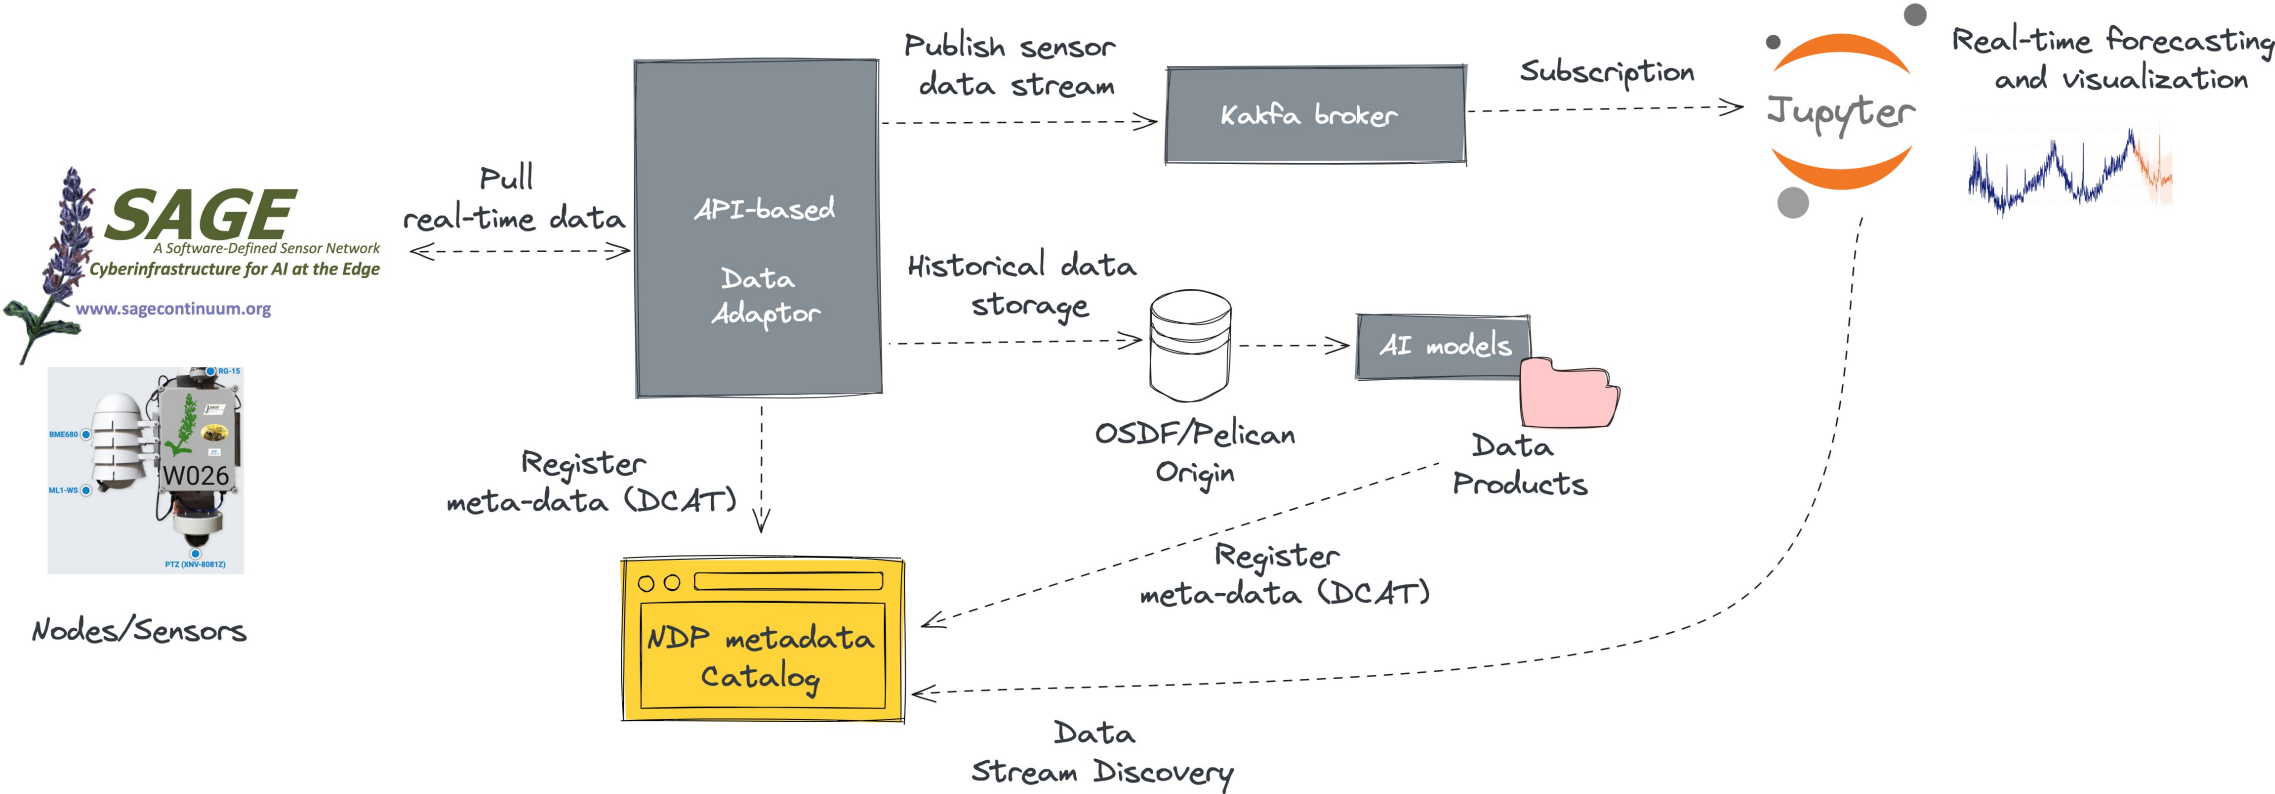 SAGE
A Software-Defined Sensor Network
Cyberinfrastructure for AI at the Edge
www.sagecontinuum.org
RG-15
BME680
SAGE
W026
ML1-WS
PTZ (XNV-8081Z)
Nodes/Sensors
Pull
real-time data
API-based
Data
Adaptor
Publish sensor
data stream
Kakfa broker
Subscription
Jupyter
Real-time forecasting
and visualization
Historical data
storage
OSDF/Pelican
Origin
AI models
Data
Products
Register
meta-data (DCAT)
Register
meta-data (DCAT)
NDP metadata
Catalog
Data
Stream Discovery